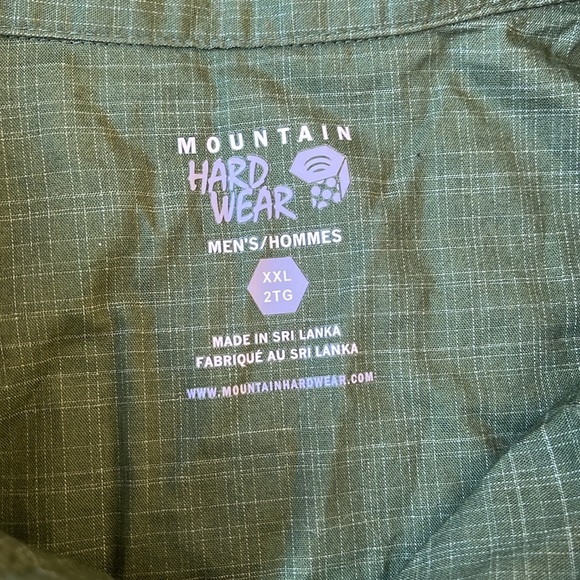 MOUNTAIN
HARD
WEAR
MEN'S/HOMMES
XXL
2TG
MADE IN SRI LANKA
FABRIQUÉ AU SRI LANKA
WWW.MOUNTAINHARDWEAR.COM